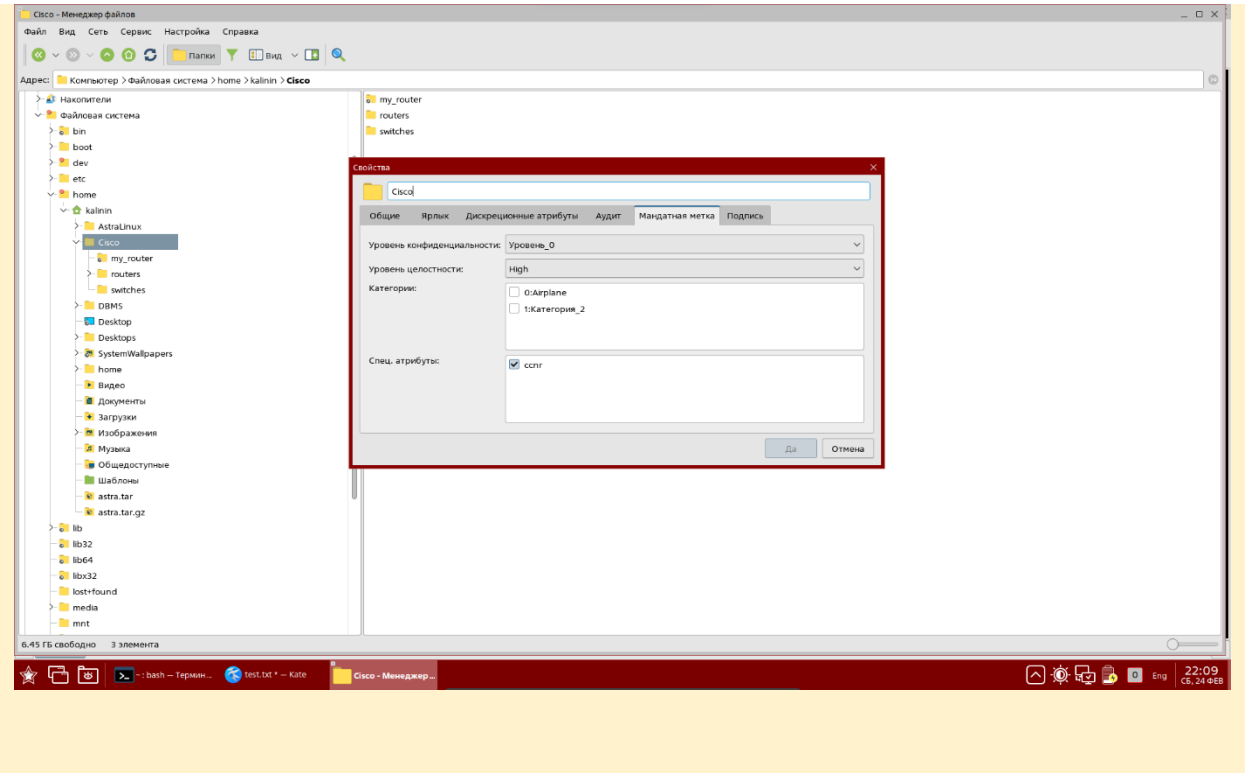 Cisco - Менеджер файлов
Файл Вид Сеть Сервис Настройка Справка
Папки Вид
Адрес: Компьютер > Файловая система > home > kalinin > Cisco
Накопители
Файловая система
bin
boot
dev
etc
home
kalinin
AstraLinux
Cisco
my_router
routers
switches
DBMS
Desktop
Desktops
SystemWallpapers
home
Видео
Документы
Загрузки
Изображения
Музыка
Общедоступные
Шаблоны
astra.tar
astra.tar.gz
lib
lib32
lib64
libx32
lost+found
media
mnt
my_router
routers
switches
Свойства
Cisco
Общие Ярлык Дискреционные атрибуты Аудит Мандатная метка Подпись
Уровень конфиденциальности: Уровень_0
Уровень целостности: High
Категории: 0:Airplane
1:Категория_2
Спец. атрибуты: ccnr
Да Отмена
6.45 ГБ свободно 3 элемента
~ : bash — Термин... test.txt * — Kate Cisco - Менеджер ... 0 Eng 22:09
СБ, 24 ФЕВ